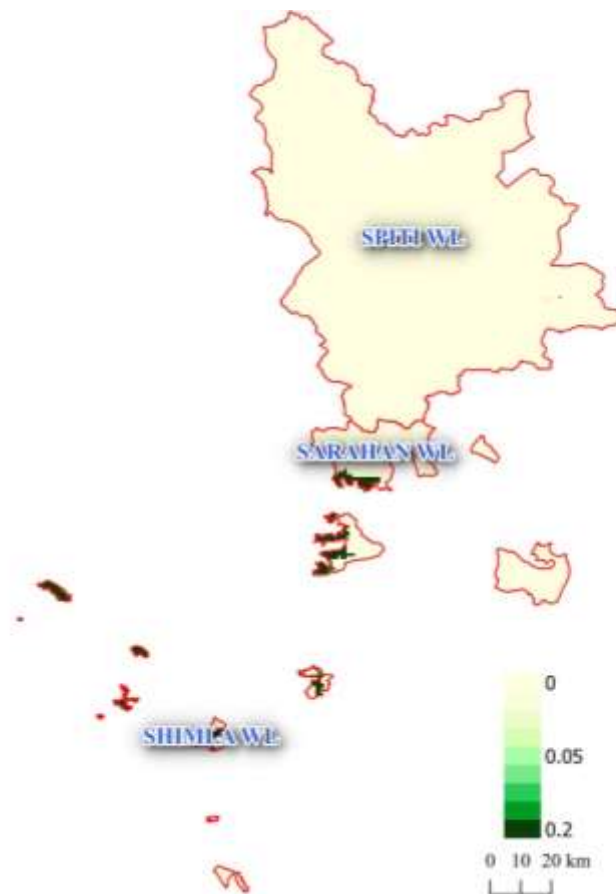 SPITI WL
SARAHAN WL
SHIMLA WL
0
0.05
0.2
0 10 20 km